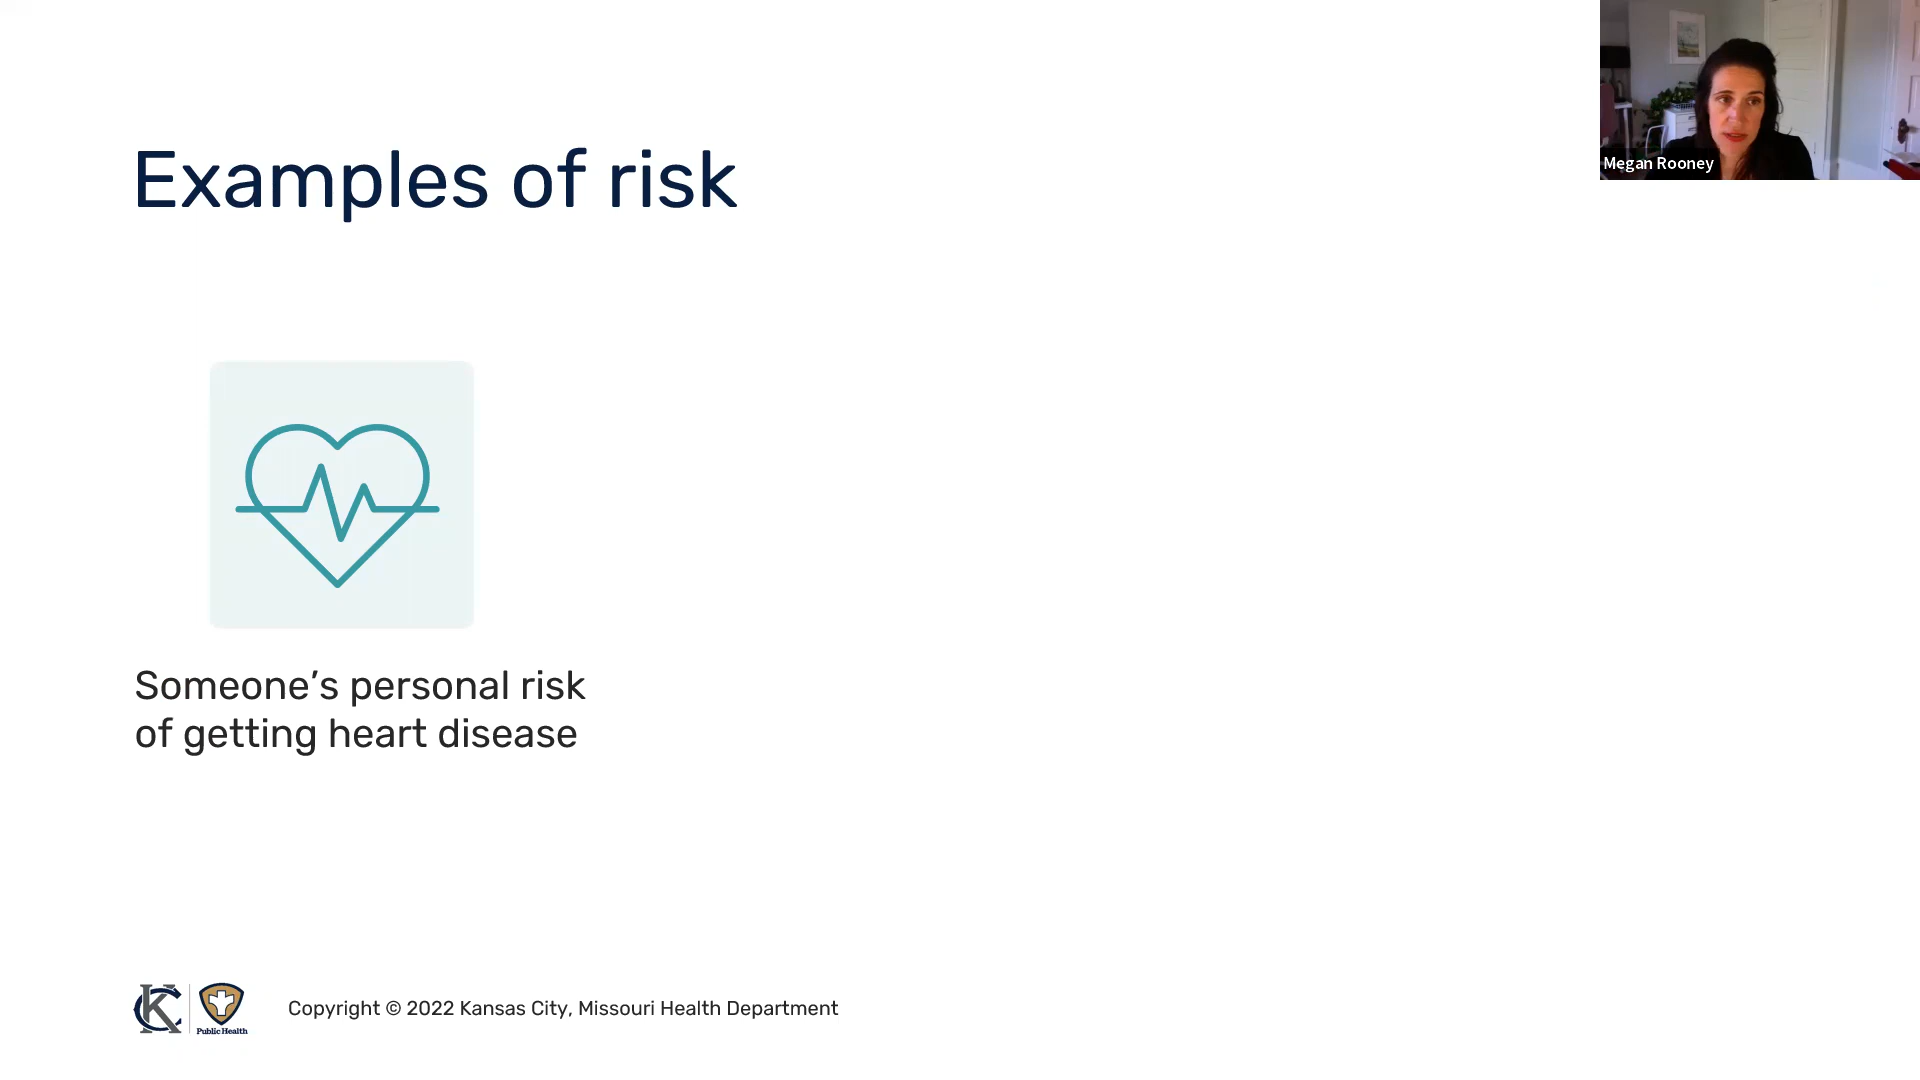 Examples of risk
Megan Rooney
Someone’s personal risk
of getting heart disease
KC
Public Health
Copyright © 2022 Kansas City, Missouri Health Department